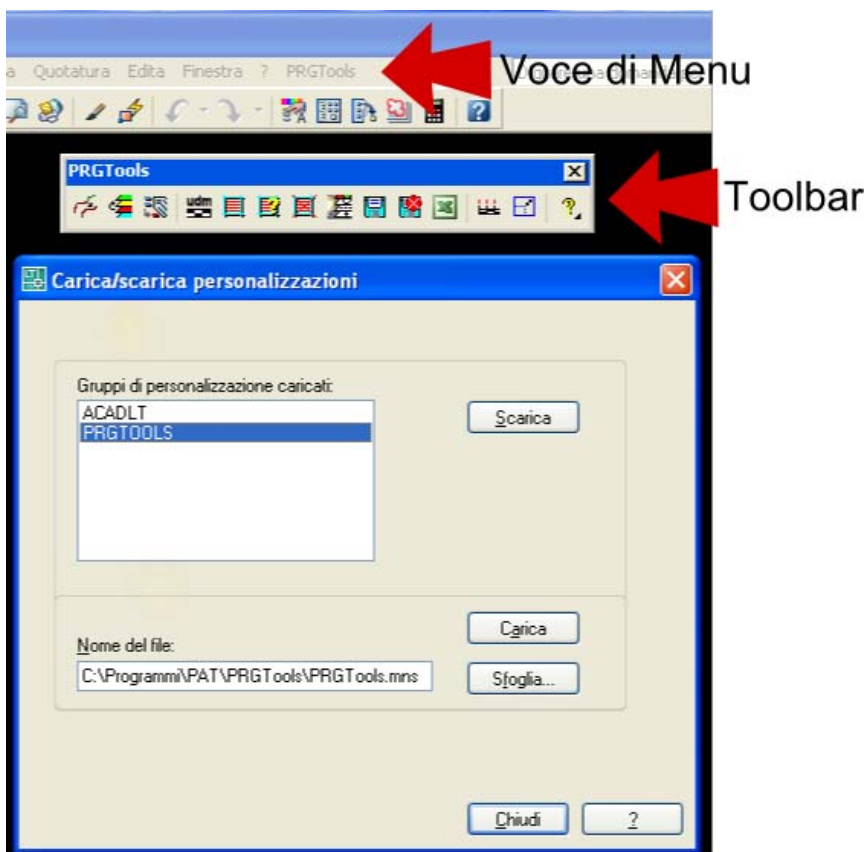 Quotatura Edita Finestra ? PRGTools
Voce di Menu
PRGTools
udm
Toolbar
Carica/scarica personalizzazioni
Gruppi di personalizzazione caricati:
ACADLT
PRGTOOLS
Scarica
Carica
Nome del file:
C:\Programmi\PAT\PRGTools\PRGTools.mns
Sfoglia...
Chiudi
?